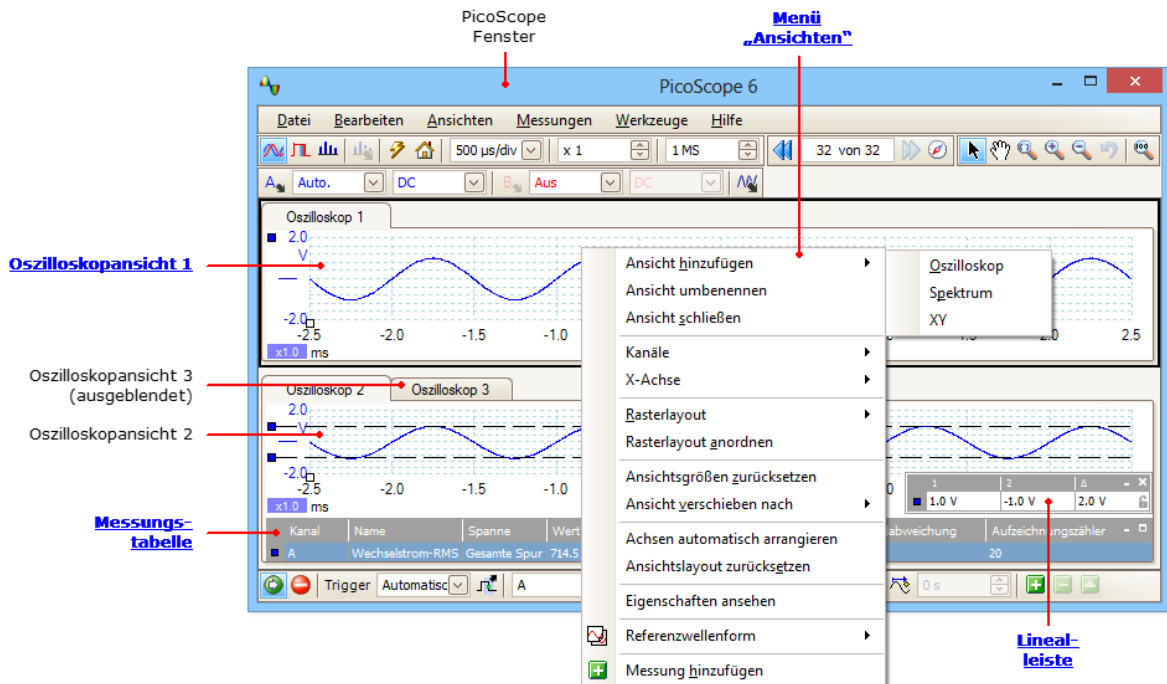 PicoScope
Fenster
Menü
„Ansichten“
PicoScope 6
Datei Bearbeiten Ansichten Messungen Werkzeuge Hilfe
500 µs/div x 1 1 MS 32 von 32
A Auto. DC B Aus DC
Oszilloskop 1
2.0
V
-2.0
-2.5 -2.0 -1.5 -1.0 1.5 2.0 2.5
x1.0 ms
Oszilloskopansicht 1
Ansicht hinzufügen
Ansicht umbenennen
Ansicht schließen
Kanäle
X-Achse
Rasterlayout
Rasterlayout anordnen
Ansichtsgrößen zurücksetzen
Ansicht verschieben nach
Achsen automatisch arrangieren
Ansichtslayout zurücksetzen
Eigenschaften ansehen
Referenzwellenform
Messung hinzufügen
Oszilloskop
Spektrum
XY
Oszilloskopansicht 3
(ausgeblendet)
Oszilloskop 2 Oszilloskop 3
Oszilloskopansicht 2
2.0
V
-2.0
-2.5 -2.0 -1.5 -1.0
x1.0 ms
1 2 Δ
1.0 V -1.0 V 2.0 V
Messungs-
tabelle
Kanal Name Spanne Wert abweichung Aufzeichnungszähler
A Wechselstrom-RMS Gesamte Spur 714.5 20
Trigger Automatisc A 0 s
Lineal-
leiste